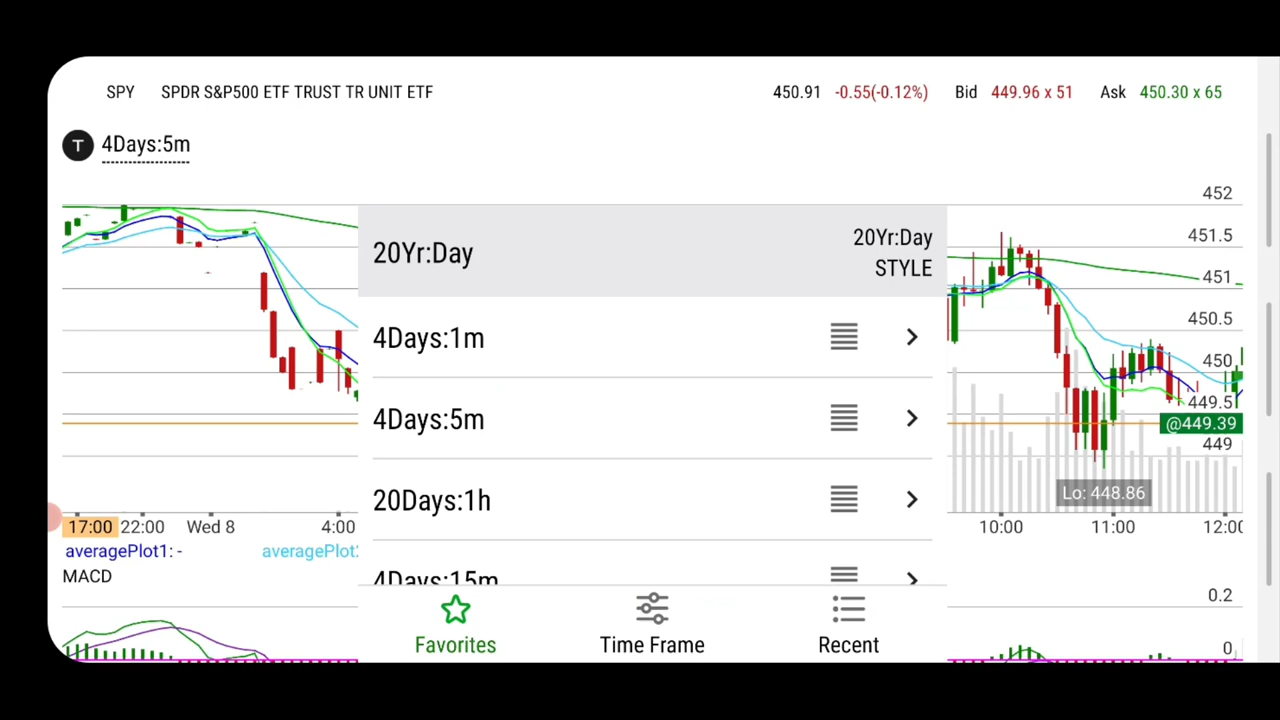 SPY SPDR S&P500 ETF TRUST TR UNIT ETF 450.91 -0.55(-0.12%) Bid 449.96 x 51 Ask 450.30 x 65
T 4Days:5m
452
451.5
451
450.5
450
449.5
@449.39
449
Lo: 448.86
20Yr:Day
20Yr:Day
STYLE
4Days:1m
4Days:5m
20Days:1h
4Days:15m
Favorites Time Frame Recent
17:00 22:00 Wed 8 4:00 10:00 11:00 12:00
averagePlot1: - averagePlot
MACD
0.2
0